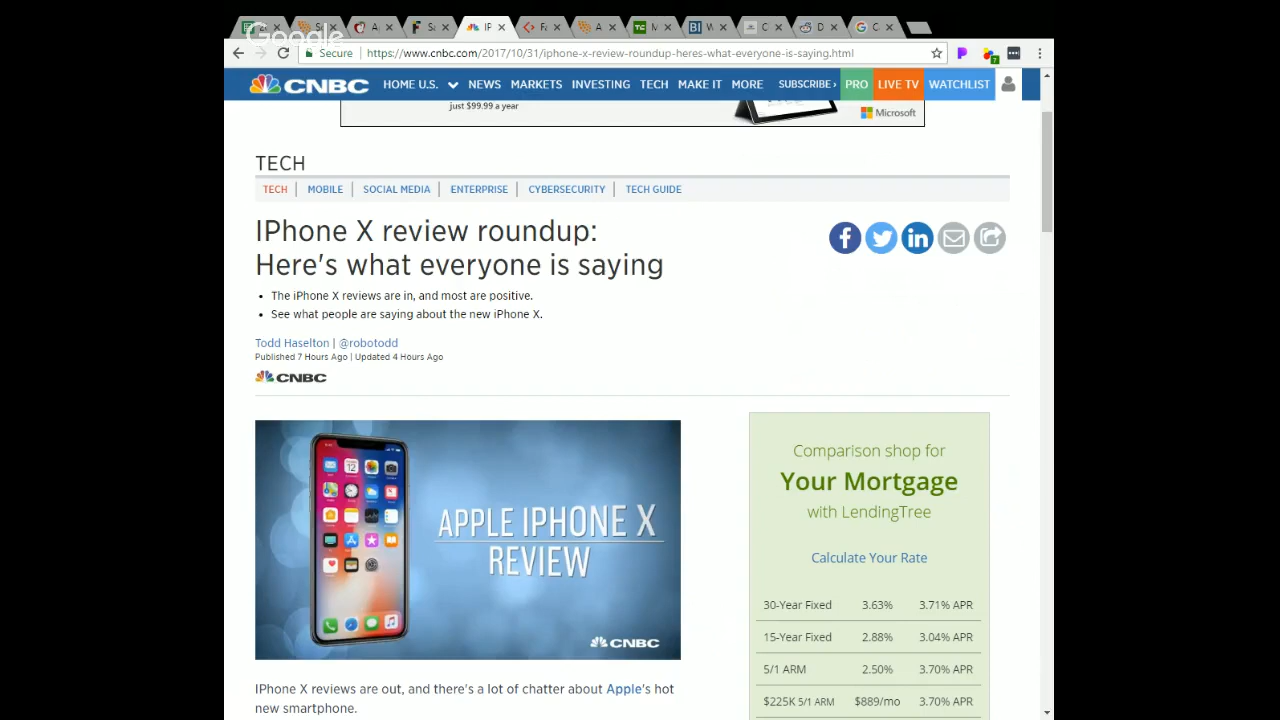 Google
IP
Secure https://www.cnbc.com/2017/10/31/iphone-x-review-roundup-heres-what-everyone-is-saying.html
CNBC HOME U.S. NEWS MARKETS INVESTING TECH MAKE IT MORE SUBSCRIBE › PRO LIVE TV WATCHLIST
just $99.99 a year
Microsoft
TECH
TECH | MOBILE | SOCIAL MEDIA | ENTERPRISE | CYBERSECURITY | TECH GUIDE
IPhone X review roundup:
Here's what everyone is saying
• The iPhone X reviews are in, and most are positive.
• See what people are saying about the new iPhone X.
Todd Haselton | @robotodd
Published 7 Hours Ago | Updated 4 Hours Ago
CNBC
APPLE IPHONE X
REVIEW
CNBC
IPhone X reviews are out, and there's a lot of chatter about Apple's hot
new smartphone.
Comparison shop for
Your Mortgage
with LendingTree
Calculate Your Rate
30-Year Fixed 3.63% 3.71% APR
15-Year Fixed 2.88% 3.04% APR
5/1 ARM 2.50% 3.70% APR
$225K 5/1 ARM $889/mo 3.70% APR